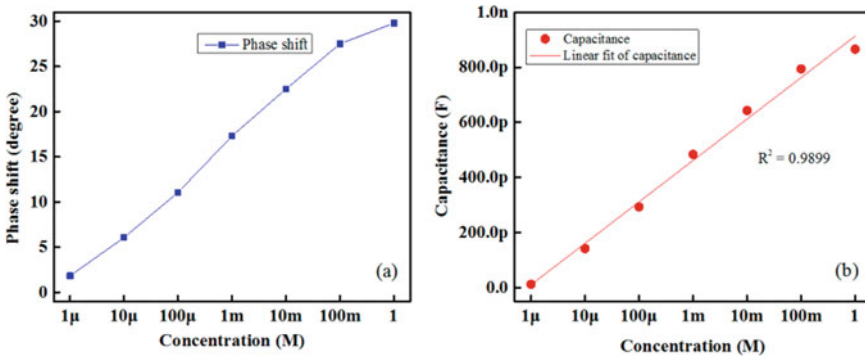 30
25
20
15
10
5
0
Phase shift (degree)
Phase shift
(a)
1μ 10μ 100μ 1m 10m 100m 1
Concentration (M)
1.0n
800.0p
600.0p
400.0p
200.0p
0.0
Capacitance (F)
Capacitance
Linear fit of capacitance
R² = 0.9899
(b)
1μ 10μ 100μ 1m 10m 100m 1
Concentration (M)